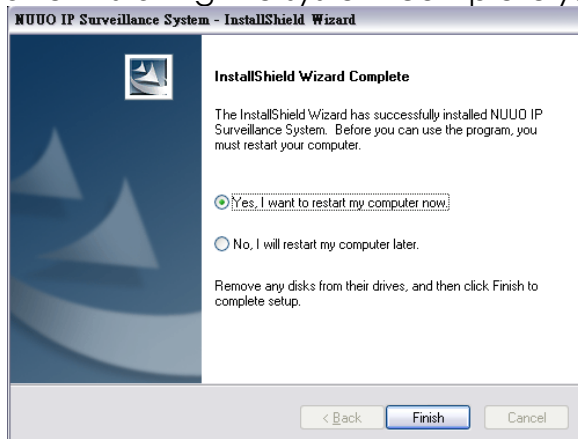 NUUO IP Surveillance System - InstallShield Wizard
InstallShield Wizard Complete
The InstallShield Wizard has successfully installed NUUO IP
Surveillance System. Before you can use the program, you
must restart your computer.
Yes, I want to restart my computer now.
No, I will restart my computer later.
Remove any disks from their drives, and then click Finish to
complete setup.
< Back
Finish
Cancel